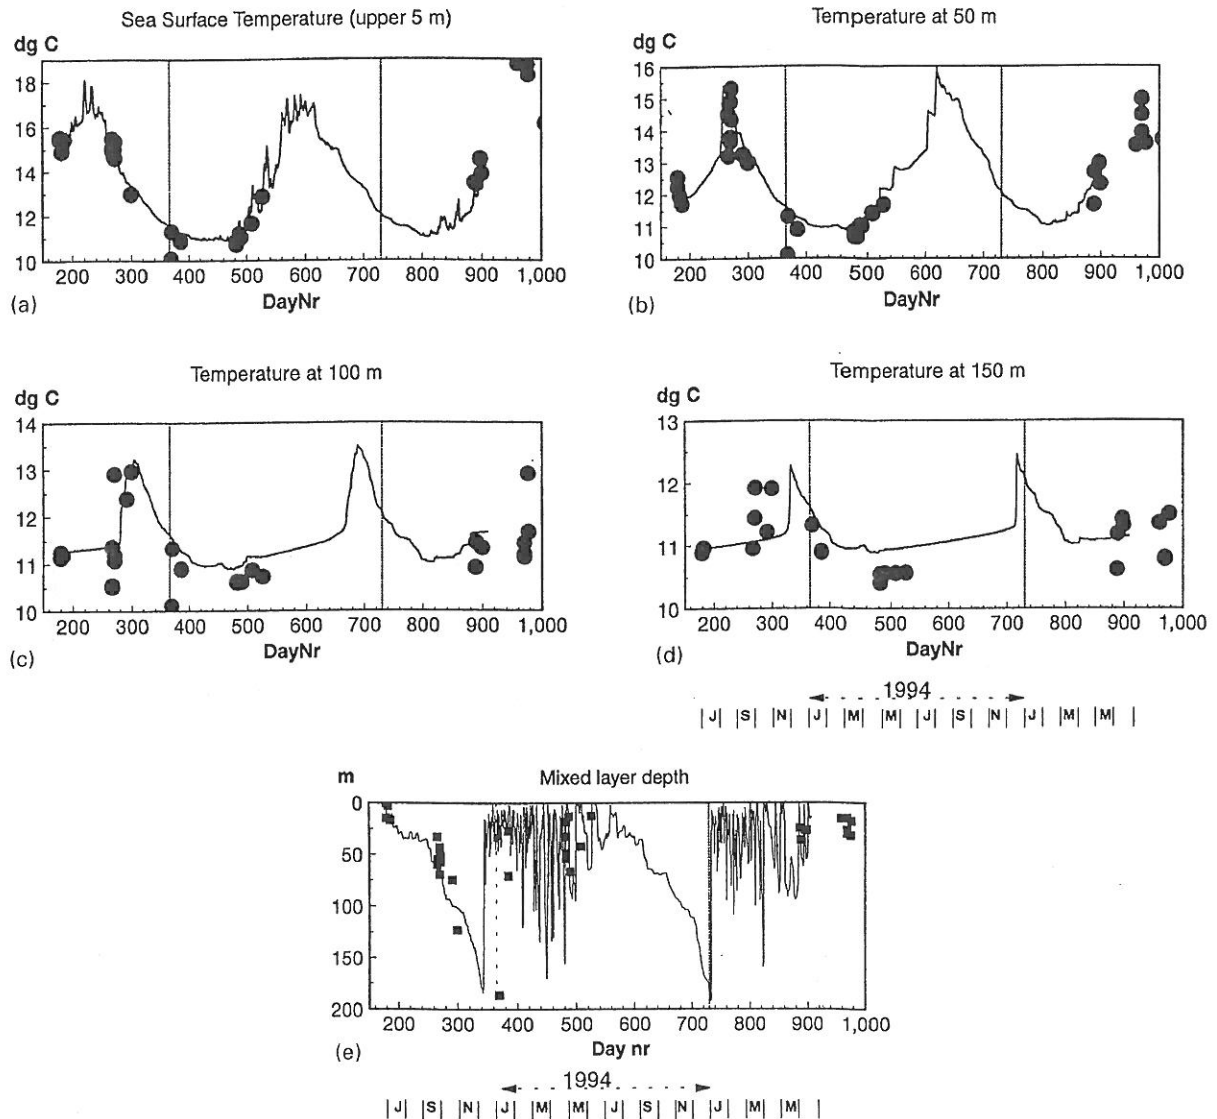 Sea Surface Temperature (upper 5 m)
dg C
18
16
14
12
10
200 300 400 500 600 700 800 900 1,000
DayNr
(a)
Temperature at 50 m
dg C
16
15
14
13
12
11
10
200 300 400 500 600 700 800 900 1,000
DayNr
(b)
Temperature at 100 m
dg C
14
13
12
11
10
200 300 400 500 600 700 800 900 1,000
DayNr
(c)
Temperature at 150 m
dg C
13
12
11
10
200 300 400 500 600 700 800 900 1,000
DayNr
(d)
1994
J S N J M M J S N J M M
Mixed layer depth
m
0
50
100
150
200
200 300 400 500 600 700 800 900 1,000
Day nr
(e)
1994
J S N J M M J S N J M M